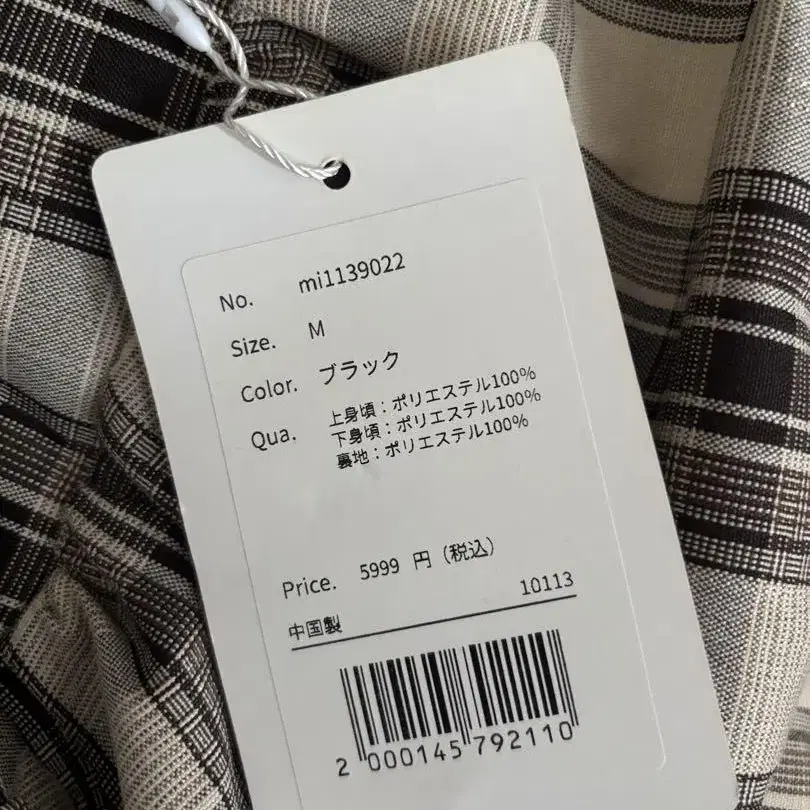 No. mi1139022
Size. M
Color. ブラック
Qua. 上身頃：ポリエステル100%
下身頃：ポリエステル100%
裏地：ポリエステル100%
Price. 5999 円（税込）
10113
中国製
2 000145 792110